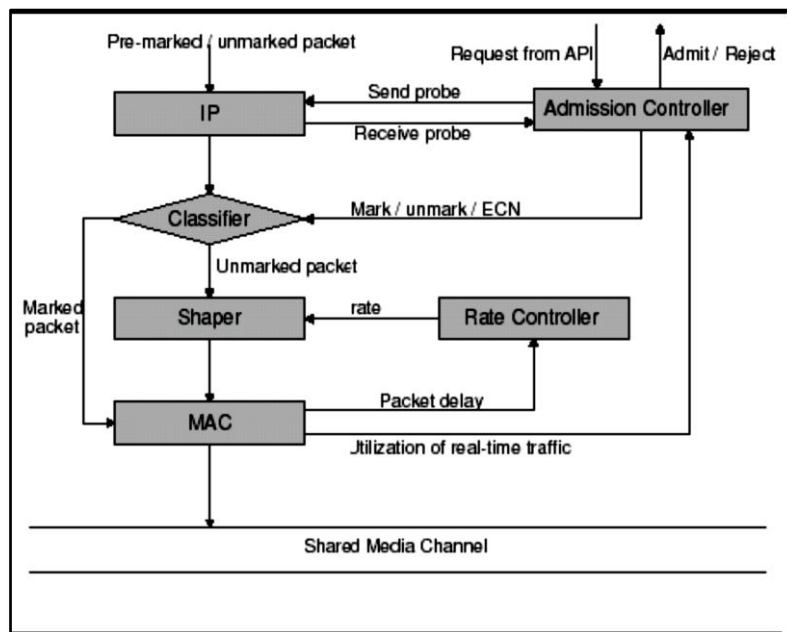 Pre-marked / unmarked packet
Request from API
Admit / Reject
Send probe
IP
Admission Controller
Receive probe
Classifier
Mark / unmark / ECN
Unmarked packet
Marked
packet
Shaper
rate
Rate Controller
Packet delay
MAC
Utilization of real-time traffic
Shared Media Channel